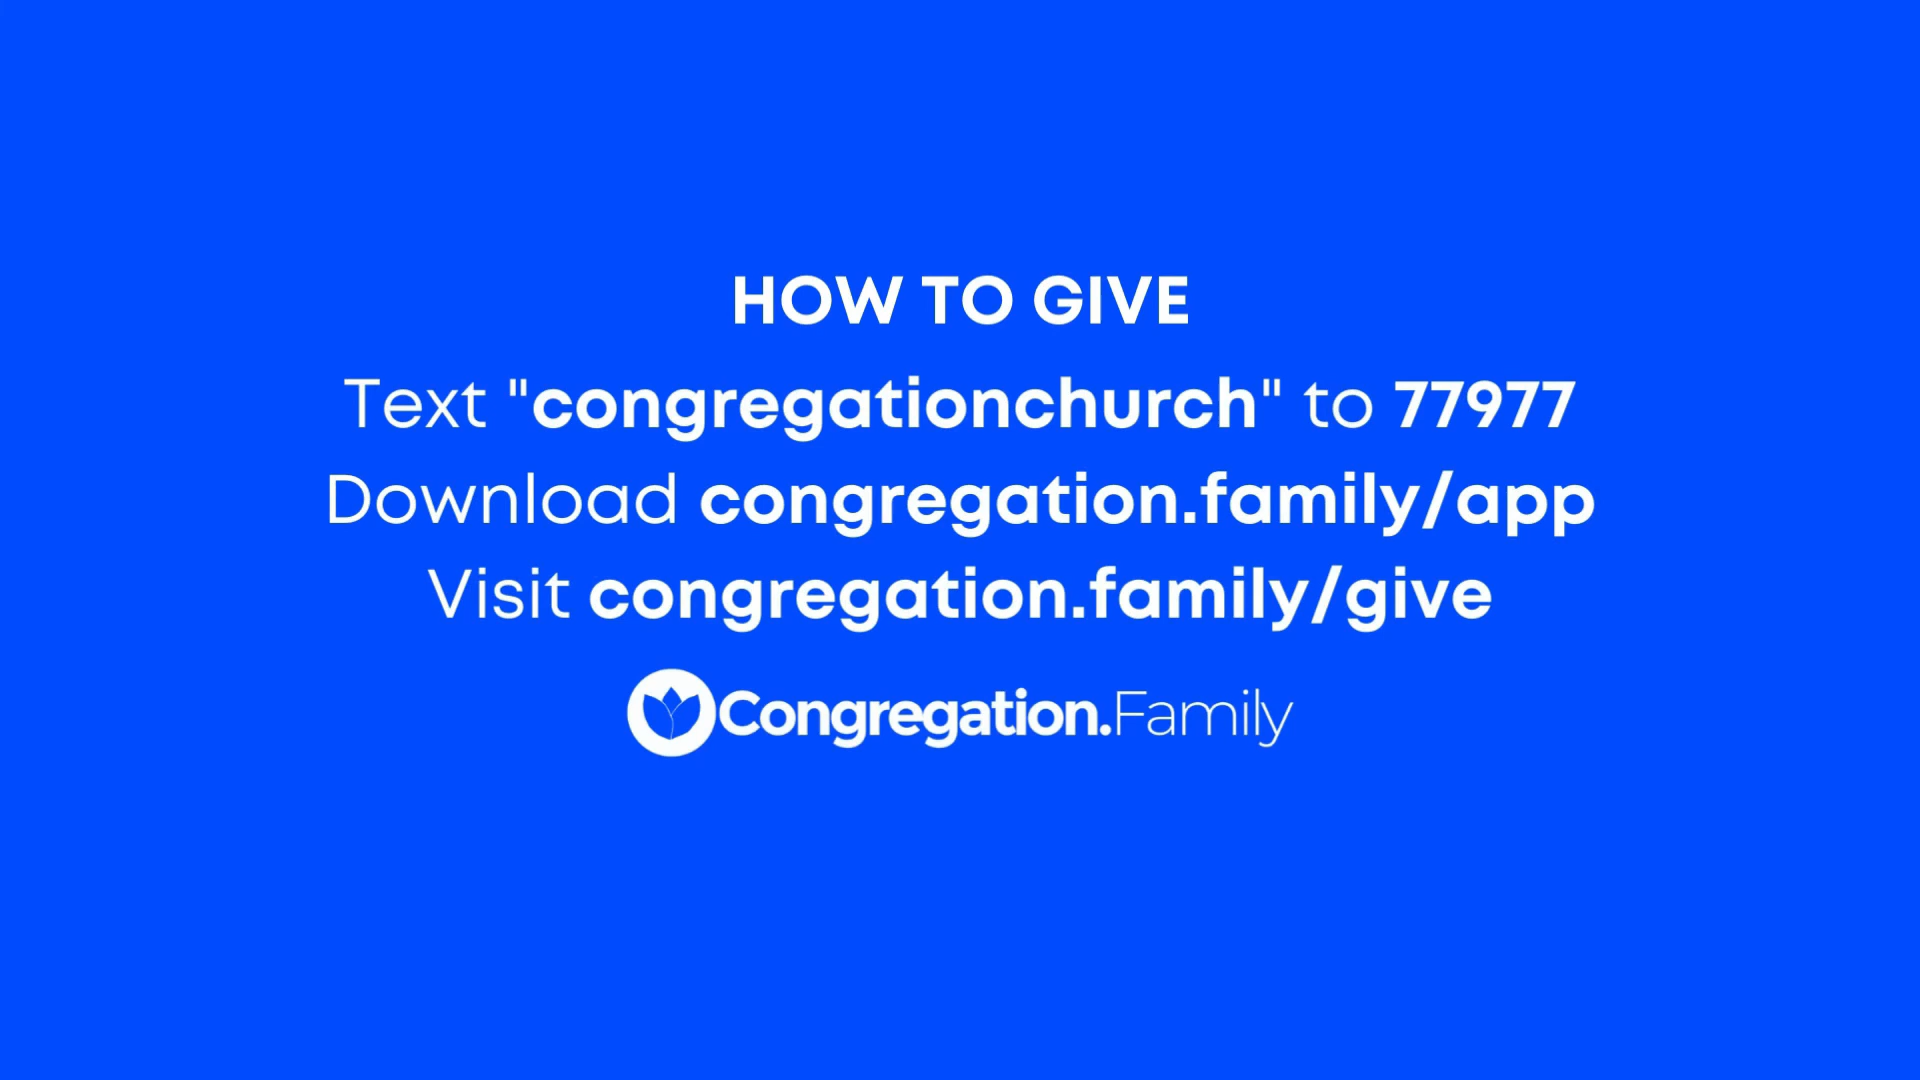 HOW TO GIVE
Text "congregationchurch" to 77977
Download congregation.family/app
Visit congregation.family/give
Congregation.Family